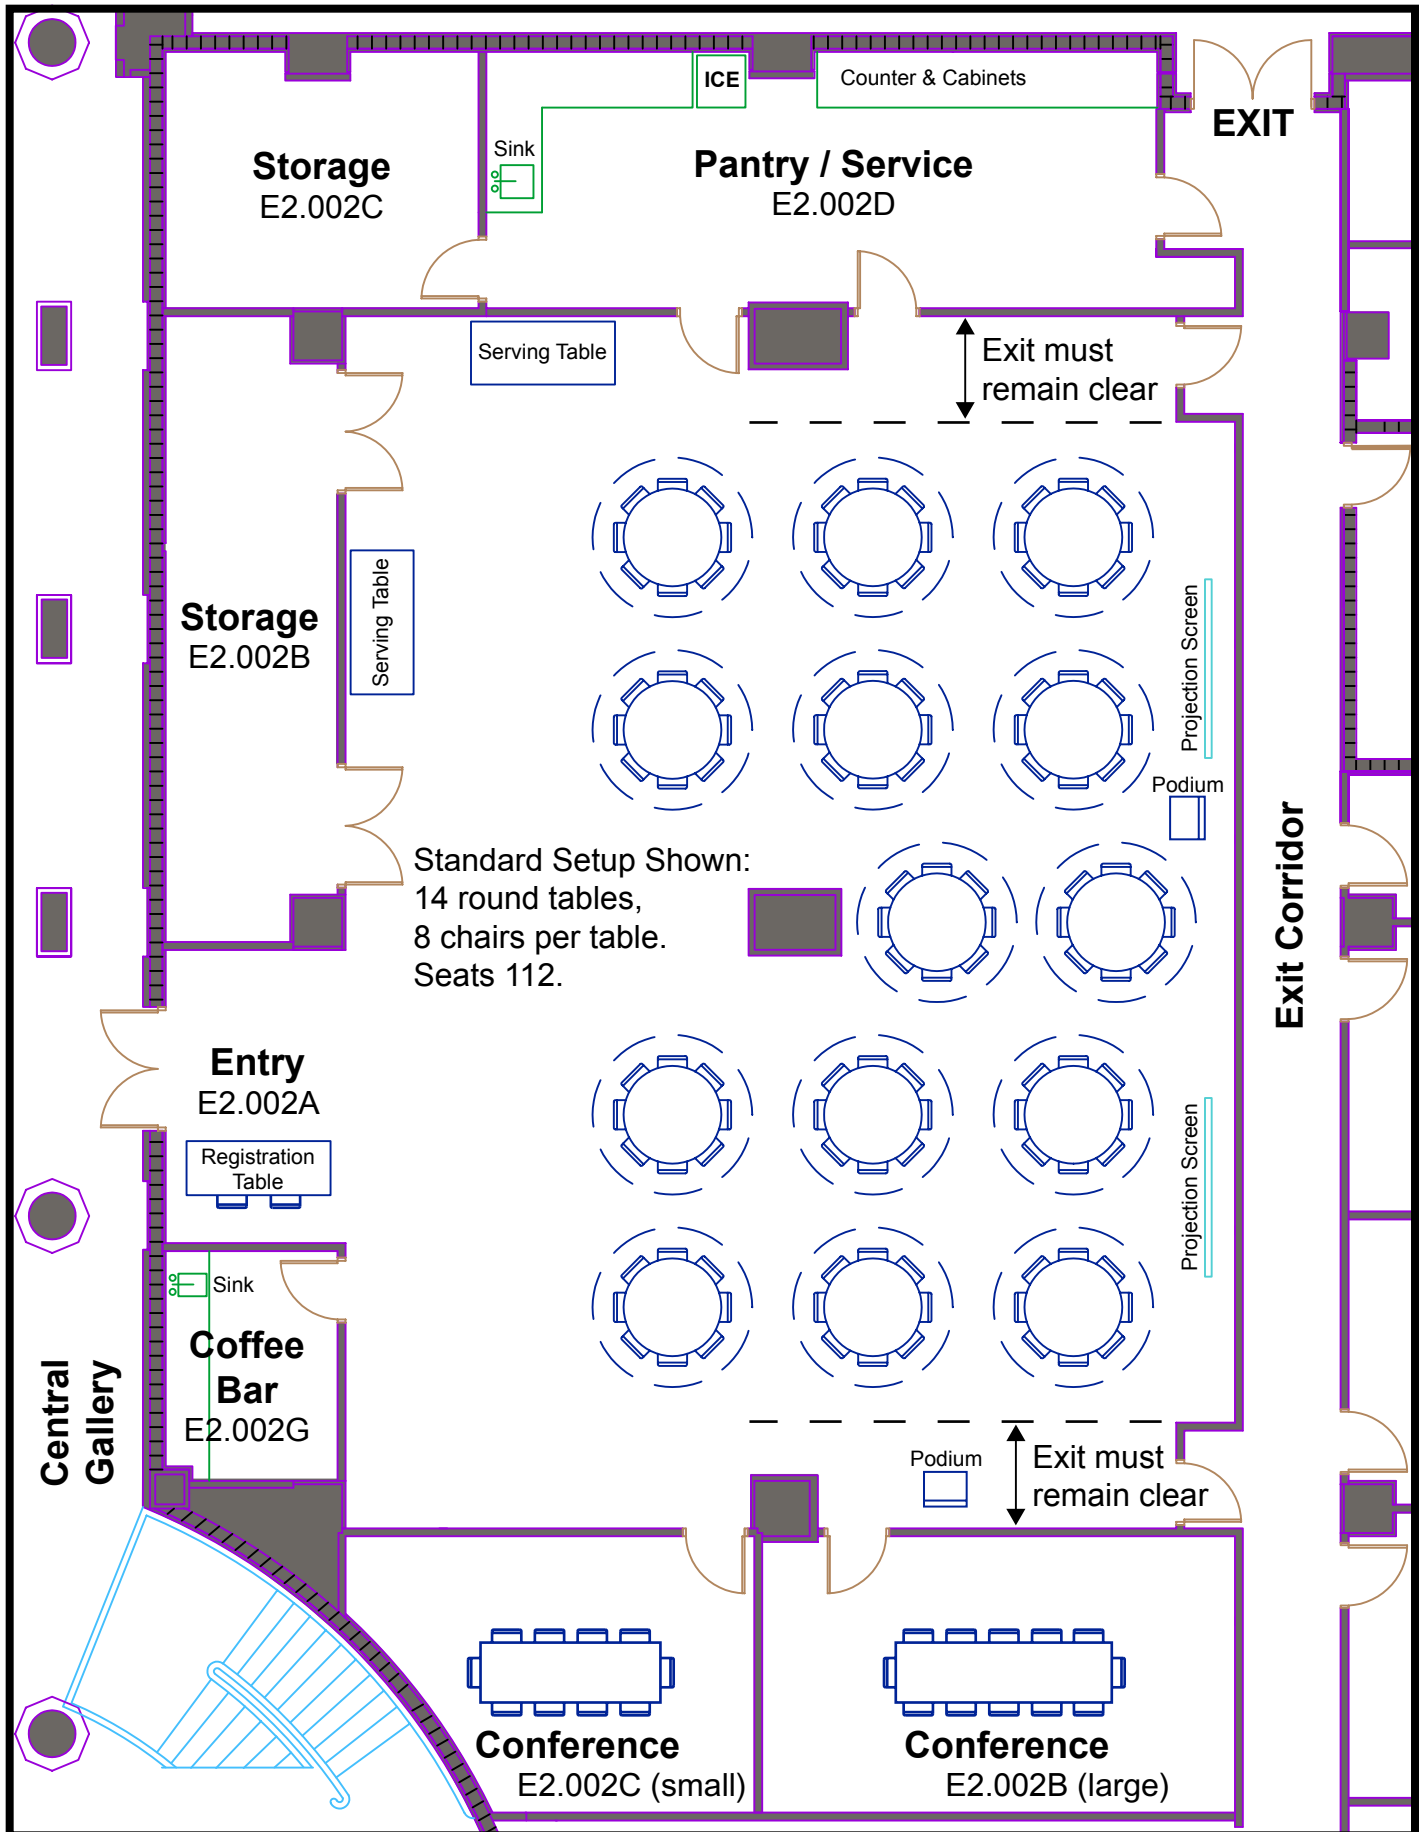 ICE
Counter & Cabinets
EXIT
Sink
Storage
E2.002C
Pantry / Service
E2.002D
Serving Table
Exit must
remain clear
Serving Table
Storage
E2.002B
Projection Screen
Podium
Standard Setup Shown:
14 round tables,
8 chairs per table.
Seats 112.
Exit Corridor
Entry
E2.002A
Registration
Table
Projection Screen
Sink
Coffee
Bar
E2.002G
Central
Gallery
Podium
Exit must
remain clear
Conference
E2.002C (small)
Conference
E2.002B (large)